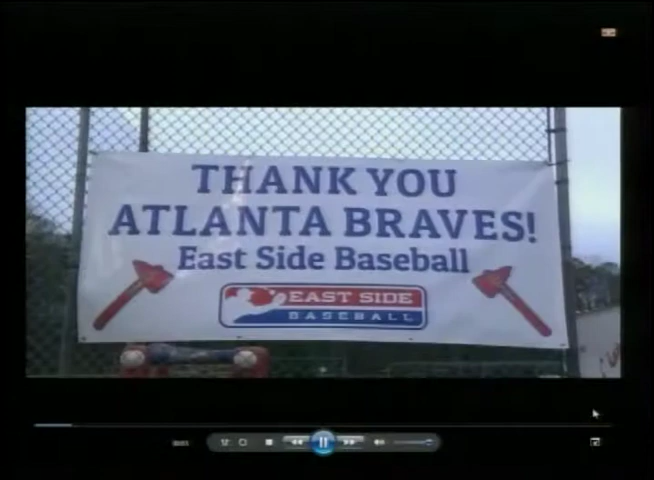 THANK YOU
ATLANTA BRAVES!
East Side Baseball
EAST SIDE
BASEBALL